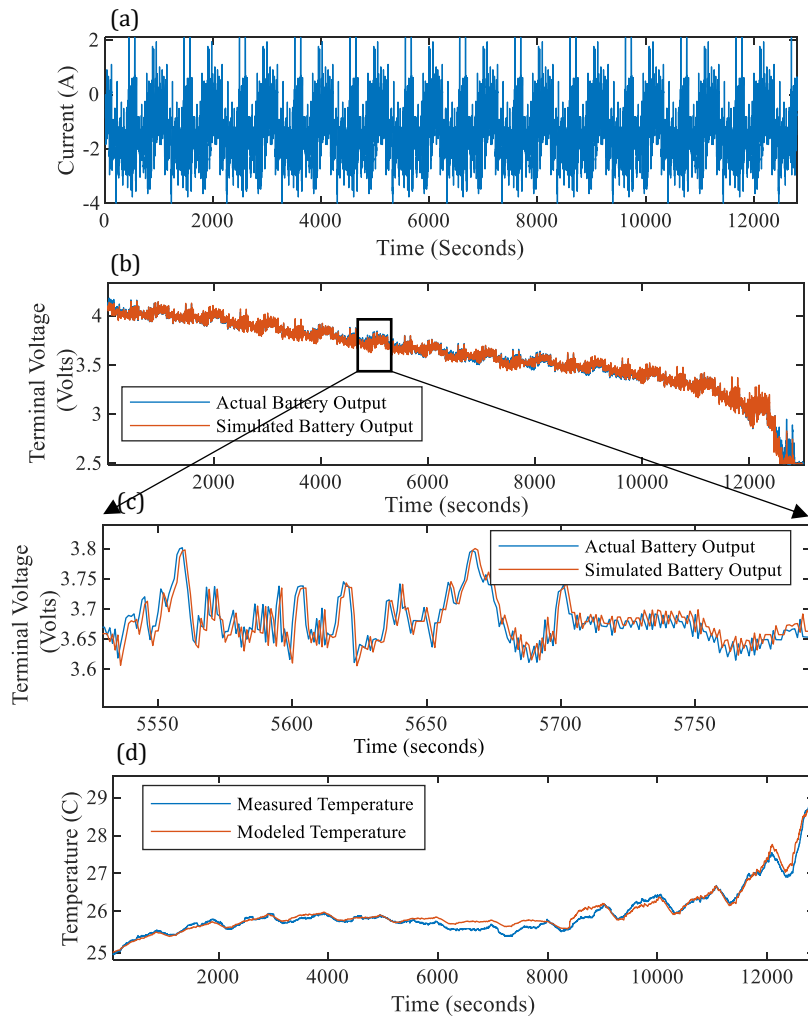 (a)
2
0
-2
-4
Current (A)
0 2000 4000 6000 8000 10000 12000
Time (Seconds)
(b)
4
3.5
3
2.5
Terminal Voltage
(Volts)
Actual Battery Output
Simulated Battery Output
2000 4000 6000 8000 10000 12000
Time (seconds)
(c)
3.8
3.75
3.7
3.65
3.6
Terminal Voltage
(Volts)
Actual Battery Output
Simulated Battery Output
5550 5600 5650 5700 5750
Time (seconds)
(d)
29
28
27
26
25
Temperature (C)
Measured Temperature
Modeled Temperature
2000 4000 6000 8000 10000 12000
Time (seconds)